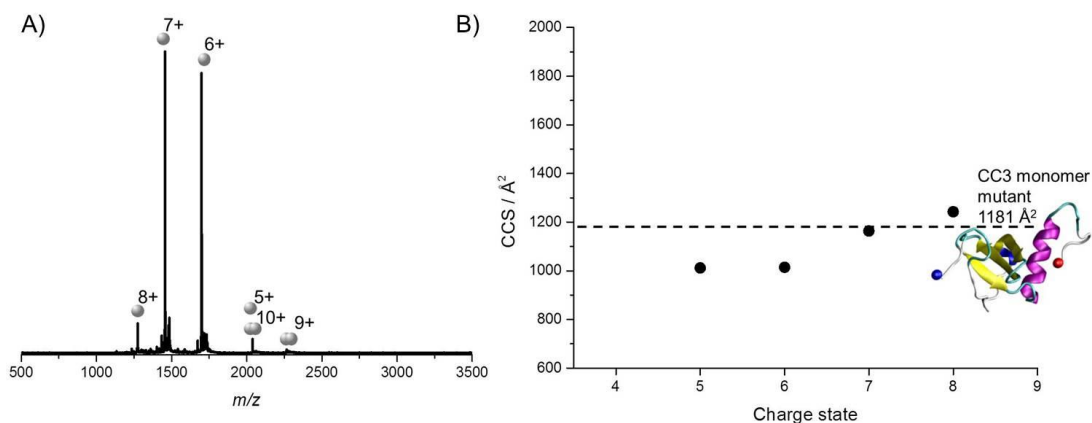 A)
7+
6+
8+
5+
10+
9+
500 1000 1500 2000 2500 3000 3500
m/z
B)
2000
1800
1600
1400
1200
1000
800
600
CCS / Å²
CC3 monomer
mutant
1181 Å²
4 5 6 7 8 9
Charge state